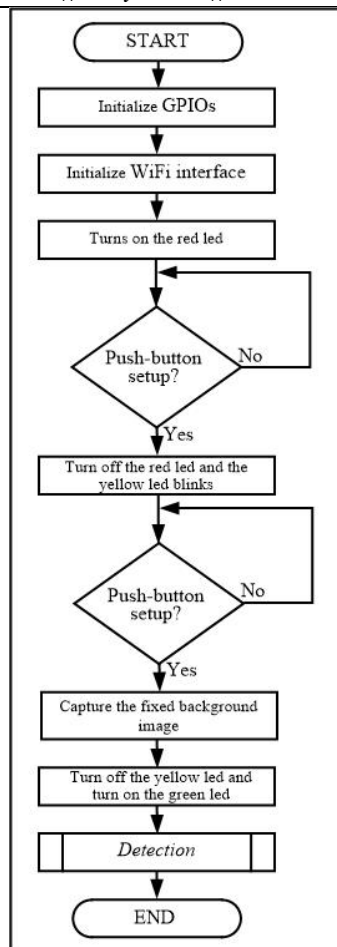 START
Initialize GPIOs
Initialize WiFi interface
Turns on the red led
Push-button
setup?
No
Yes
Turn off the red led and the
yellow led blinks
Push-button
setup?
No
Yes
Capture the fixed background
image
Turn off the yellow led and
turn on the green led
Detection
END